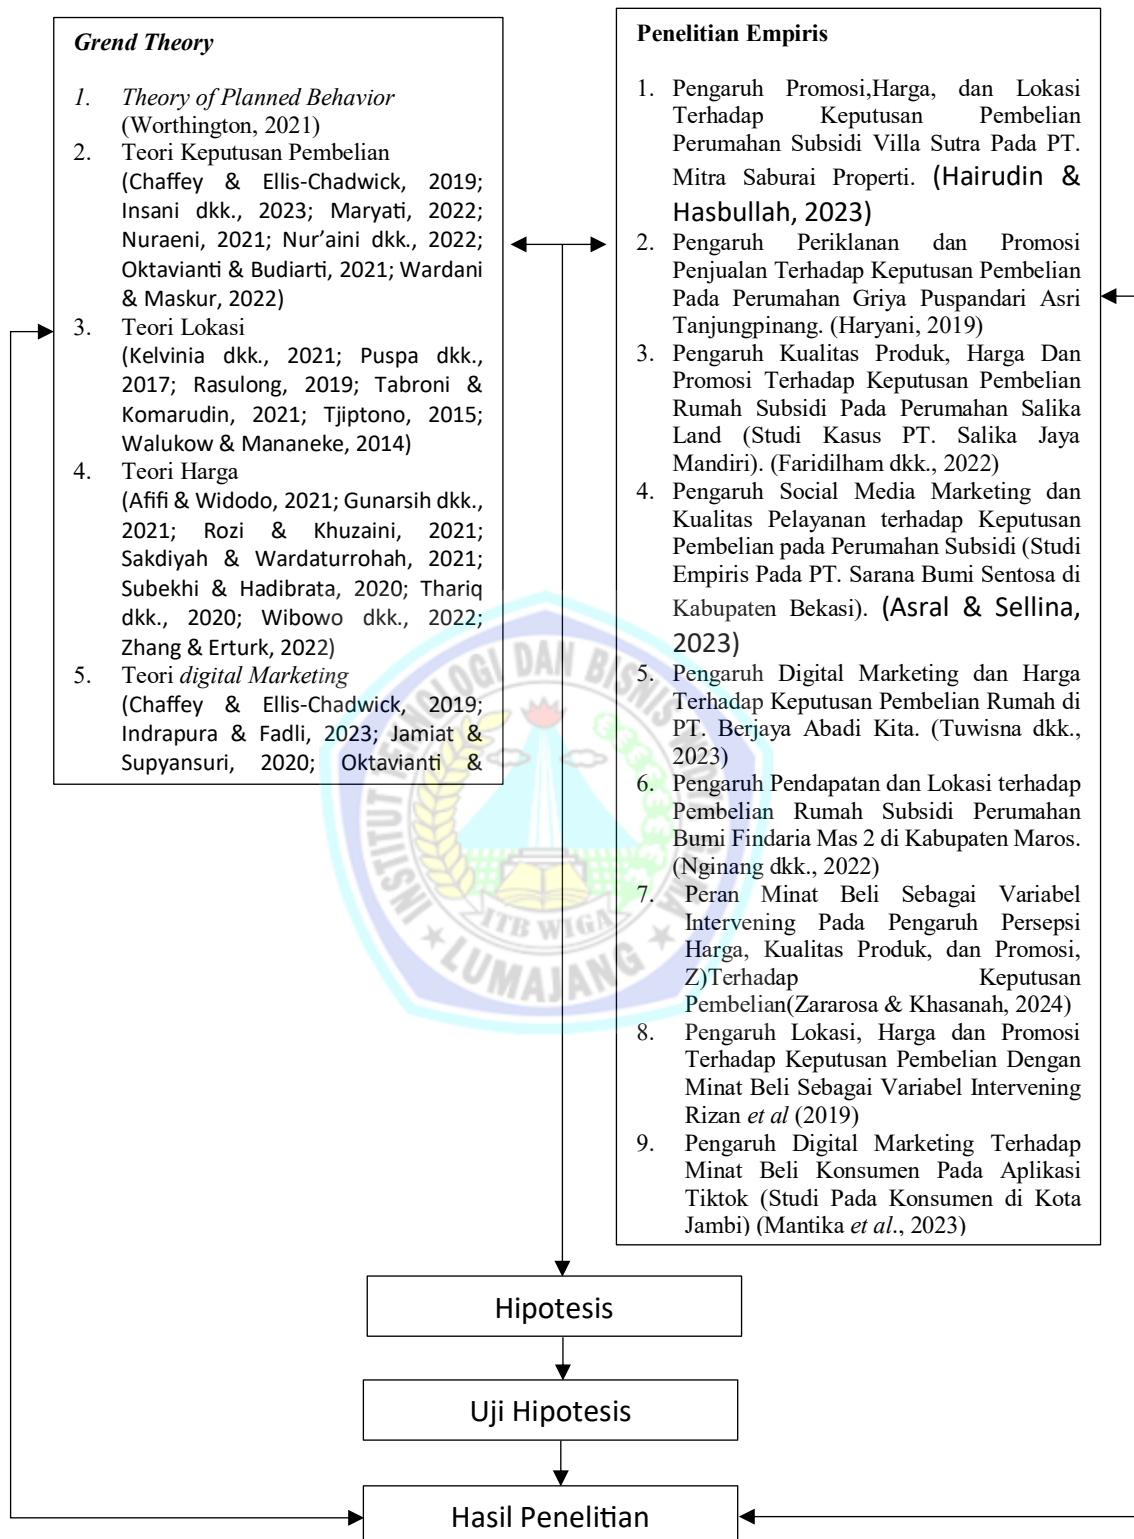 Grend Theory
1. Theory of Planned Behavior
(Worthington, 2021)
2. Teori Keputusan Pembelian
(Chaffey & Ellis-Chadwick, 2019;
Insani dkk., 2023; Maryati, 2022;
Nuraeni, 2021; Nur’aini dkk., 2022;
Oktavianti & Budiarti, 2021; Wardani
& Maskur, 2022)
3. Teori Lokasi
(Kelvinia dkk., 2021; Puspa dkk.,
2017; Rasulong, 2019; Tabroni &
Komarudin, 2021; Tjiptono, 2015;
Walukow & Mananeke, 2014)
4. Teori Harga
(Afifi & Widodo, 2021; Gunarsih dkk.,
2021; Rozi & Khuzaini, 2021;
Sakdiyah & Wardaturrohah, 2021;
Subekhi & Hadibrata, 2020; Thariq
dkk., 2020; Wibowo dkk., 2022;
Zhang & Erturk, 2022)
5. Teori digital Marketing
(Chaffey & Ellis-Chadwick, 2019;
Indrapura & Fadli, 2023; Jamiat &
Supyansuri, 2020; Oktavianti &
Penelitian Empiris
1. Pengaruh Promosi,Harga, dan Lokasi
Terhadap Keputusan Pembelian
Perumahan Subsidi Villa Sutra Pada PT.
Mitra Saburai Properti. (Hairudin &
Hasbullah, 2023)
2. Pengaruh Periklanan dan Promosi
Penjualan Terhadap Keputusan Pembelian
Pada Perumahan Griya Puspandari Asri
Tanjungpinang. (Haryani, 2019)
3. Pengaruh Kualitas Produk, Harga Dan
Promosi Terhadap Keputusan Pembelian
Rumah Subsidi Pada Perumahan Salika
Land (Studi Kasus PT. Salika Jaya
Mandiri). (Faridilham dkk., 2022)
4. Pengaruh Social Media Marketing dan
Kualitas Pelayanan terhadap Keputusan
Pembelian pada Perumahan Subsidi (Studi
Empiris Pada PT. Sarana Bumi Sentosa di
Kabupaten Bekasi). (Asral & Sellina,
2023)
5. Pengaruh Digital Marketing dan Harga
Terhadap Keputusan Pembelian Rumah di
PT. Berjaya Abadi Kita. (Tuwisna dkk.,
2023)
6. Pengaruh Pendapatan dan Lokasi terhadap
Pembelian Rumah Subsidi Perumahan
Bumi Findaria Mas 2 di Kabupaten Maros.
(Nginang dkk., 2022)
7. Peran Minat Beli Sebagai Variabel
Intervening Pada Pengaruh Persepsi
Harga, Kualitas Produk, dan Promosi,
Z)Terhadap Keputusan
Pembelian(Zararosa & Khasanah, 2024)
8. Pengaruh Lokasi, Harga dan Promosi
Terhadap Keputusan Pembelian Dengan
Minat Beli Sebagai Variabel Intervening
Rizan et al (2019)
9. Pengaruh Digital Marketing Terhadap
Minat Beli Konsumen Pada Aplikasi
Tiktok (Studi Pada Konsumen di Kota
Jambi) (Mantika et al., 2023)
INSTITUT TEKNOLOGI DAN BISNIS
ITB WIGA
LUMAJANG
Hipotesis
Uji Hipotesis
Hasil Penelitian